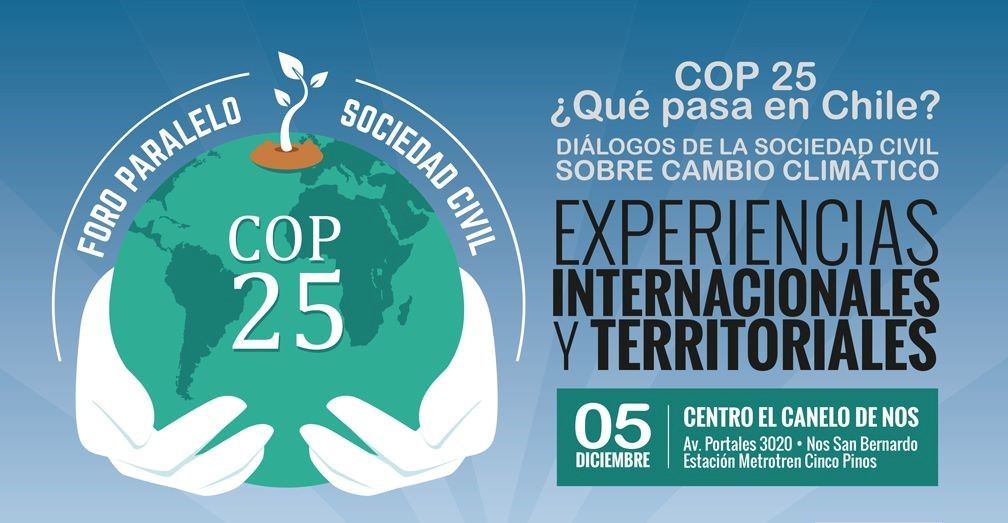 FORO PARALELO
SOCIEDAD CIVIL
COP
25
COP 25
¿Qué pasa en Chile?
DIÁLOGOS DE LA SOCIEDAD CIVIL
SOBRE CAMBIO CLIMÁTICO
EXPERIENCIAS
INTERNACIONALES
Y TERRITORIALES
05
DICIEMBRE
CENTRO EL CANELO DE NOS
Av. Portales 3020 • Nos San Bernardo
Estación Metrotren Cinco Pinos